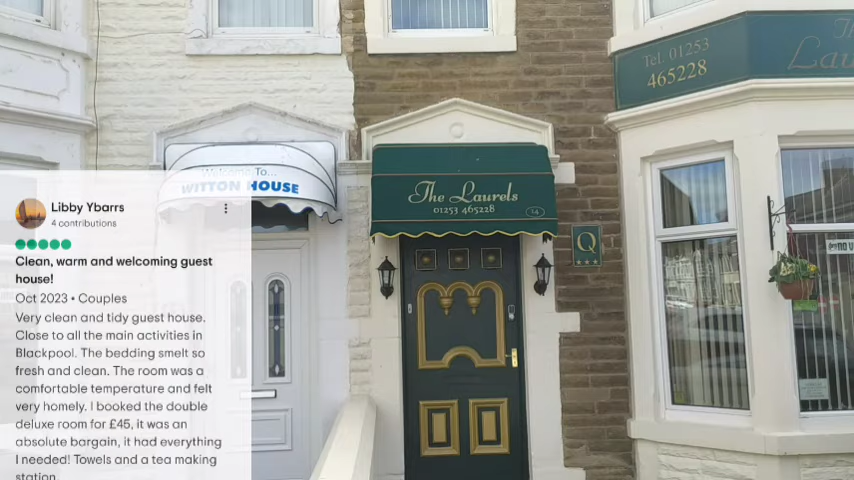 Tel. 01253
465228
Welcome To...
WITTON HOUSE
The Laurels
01253 465228
14
Q
Libby Ybarrs
4 contributions
Clean, warm and welcoming guest
house!
Oct 2023 • Couples
Very clean and tidy guest house.
Close to all the main activities in
Blackpool. The bedding smelt so
fresh and clean. The room was a
comfortable temperature and felt
very homely. I booked the double
deluxe room for £45, it was an
absolute bargain, it had everything
I needed! Towels and a tea making
station